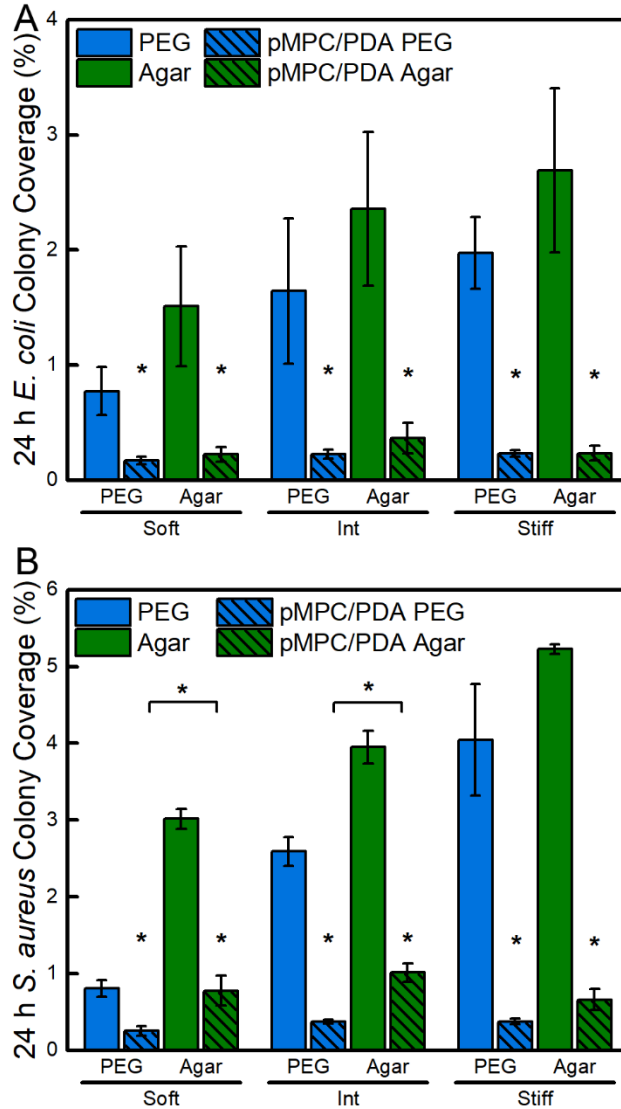 A
24 h E. coli Colony Coverage (%)
4
3
2
1
0
PEG pMPC/PDA PEG
Agar pMPC/PDA Agar
* * * * * *
PEG Agar PEG Agar PEG Agar
Soft Int Stiff
B
24 h S. aureus Colony Coverage (%)
6
5
4
3
2
1
0
PEG pMPC/PDA PEG
Agar pMPC/PDA Agar
* *
* * * * * *
PEG Agar PEG Agar PEG Agar
Soft Int Stiff